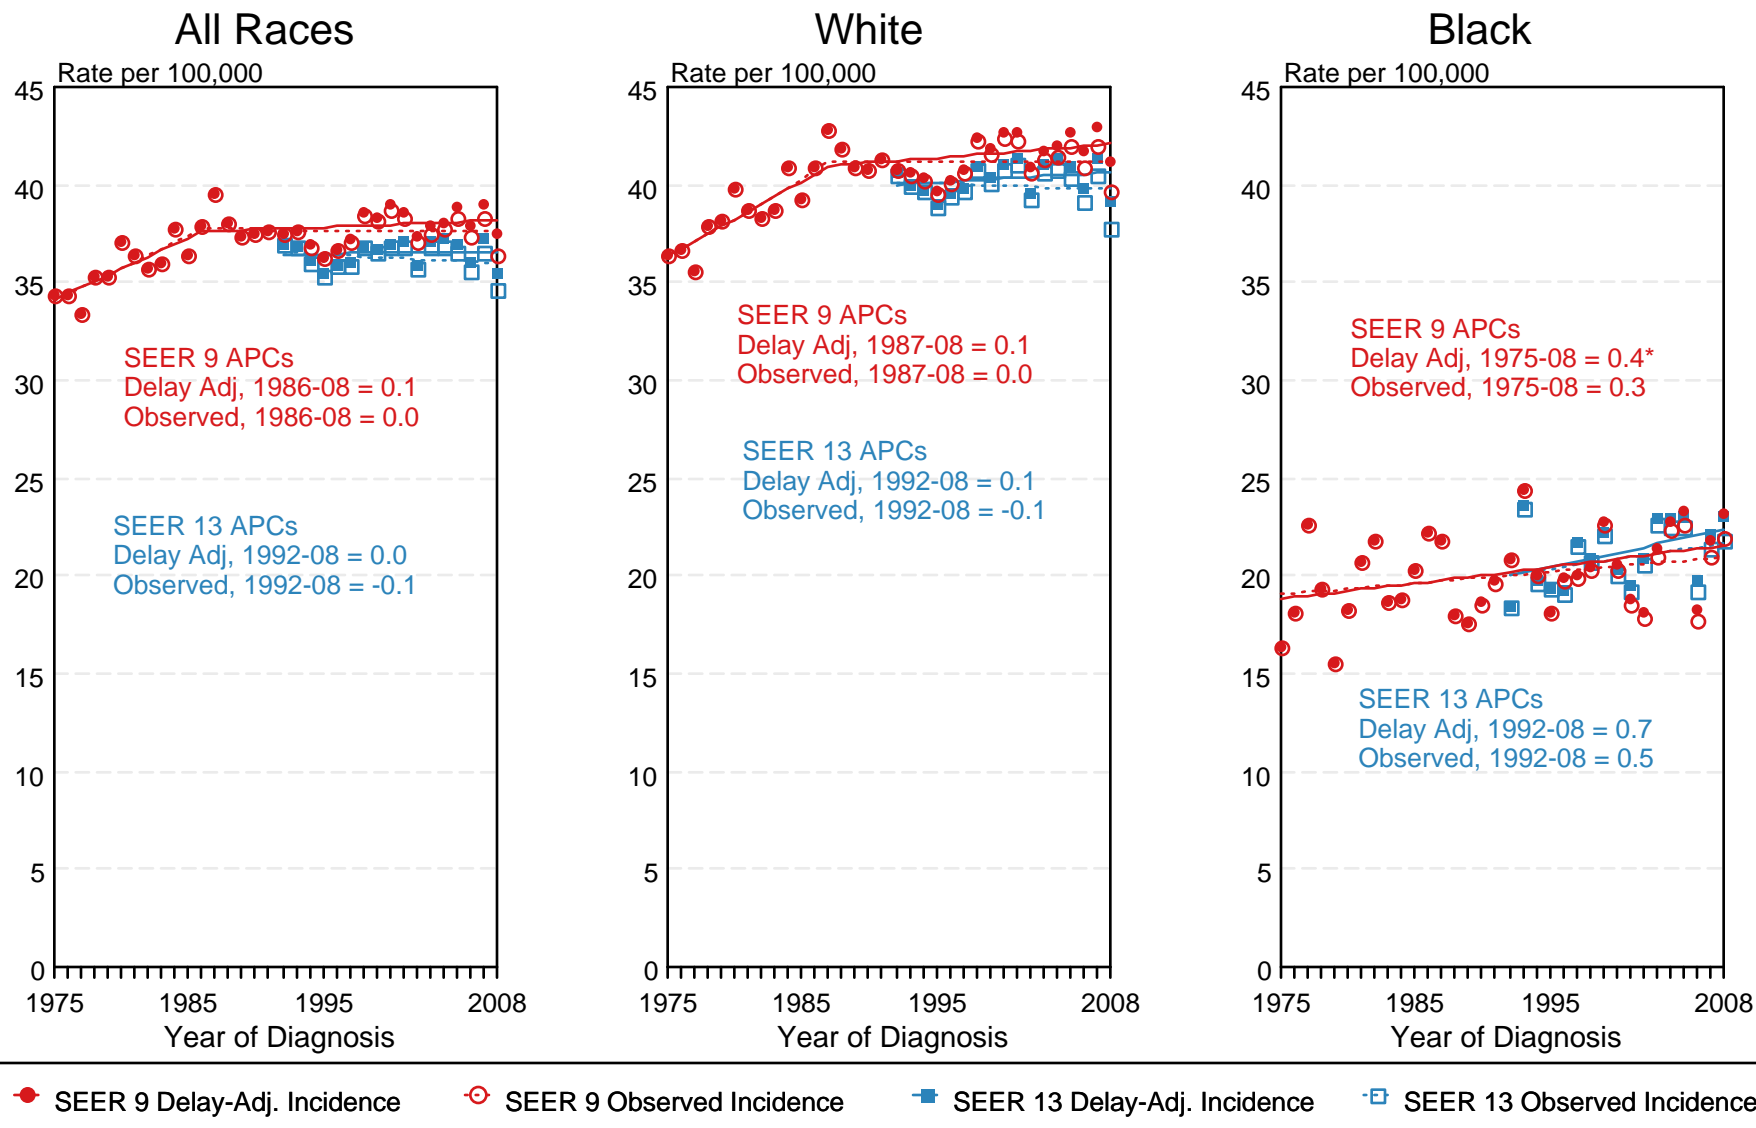 All Races
Rate per 100,000
45
40
35
30
25
20
15
10
5
0
SEER 9 APCs
Delay Adj, 1986-08 = 0.1
Observed, 1986-08 = 0.0
SEER 13 APCs
Delay Adj, 1992-08 = 0.0
Observed, 1992-08 = -0.1
1975 1985 1995 2008
Year of Diagnosis
White
Rate per 100,000
45
40
35
30
25
20
15
10
5
0
SEER 9 APCs
Delay Adj, 1987-08 = 0.1
Observed, 1987-08 = 0.0
SEER 13 APCs
Delay Adj, 1992-08 = 0.1
Observed, 1992-08 = -0.1
1975 1985 1995 2008
Year of Diagnosis
Black
Rate per 100,000
45
40
35
30
25
20
15
10
5
0
SEER 9 APCs
Delay Adj, 1975-08 = 0.4*
Observed, 1975-08 = 0.3
SEER 13 APCs
Delay Adj, 1992-08 = 0.7
Observed, 1992-08 = 0.5
1975 1985 1995 2008
Year of Diagnosis
SEER 9 Delay-Adj. Incidence
SEER 9 Observed Incidence
SEER 13 Delay-Adj. Incidence
SEER 13 Observed Incidence